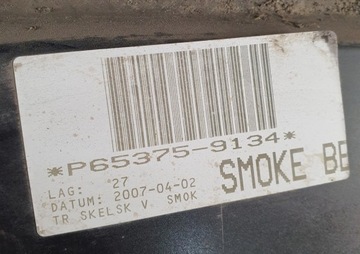 *P65375-9134*
LAG: 27
DATUM: 2007-04-02
TR SKELSK V. SMOK
SMOKE BE